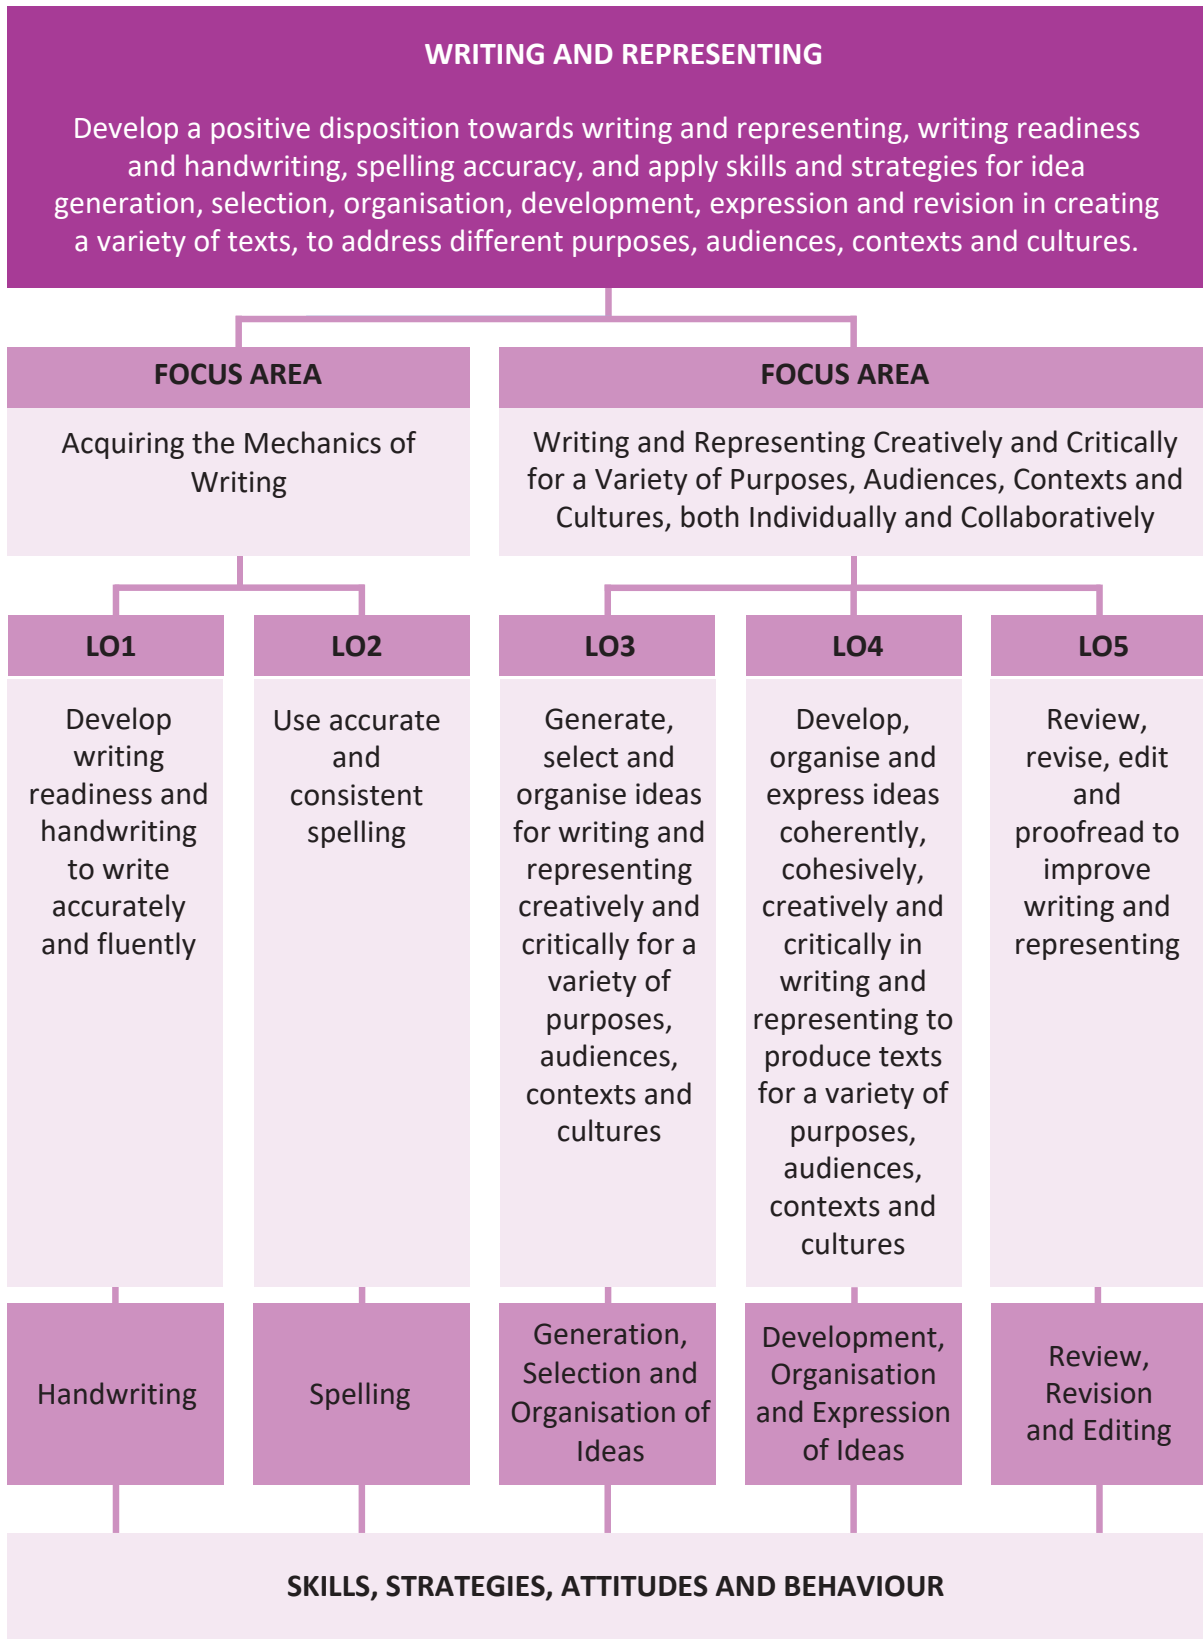 WRITING AND REPRESENTING
Develop a positive disposition towards writing and representing, writing readiness
and handwriting, spelling accuracy, and apply skills and strategies for idea
generation, selection, organisation, development, expression and revision in creating
a variety of texts, to address different purposes, audiences, contexts and cultures.
FOCUS AREA
Acquiring the Mechanics of
Writing
FOCUS AREA
Writing and Representing Creatively and Critically
for a Variety of Purposes, Audiences, Contexts and
Cultures, both Individually and Collaboratively
LO1
Develop
writing
readiness and
handwriting
to write
accurately
and fluently
LO2
Use accurate
and
consistent
spelling
LO3
Generate,
select and
organise ideas
for writing and
representing
creatively and
critically for a
variety of
purposes,
audiences,
contexts and
cultures
LO4
Develop,
organise and
express ideas
coherently,
cohesively,
creatively and
critically in
writing and
representing to
produce texts
for a variety of
purposes,
audiences,
contexts and
cultures
LO5
Review,
revise, edit
and
proofread to
improve
writing and
representing
Handwriting
Spelling
Generation,
Selection and
Organisation of
Ideas
Development,
Organisation
and Expression
of Ideas
Review,
Revision
and Editing
SKILLS, STRATEGIES, ATTITUDES AND BEHAVIOUR